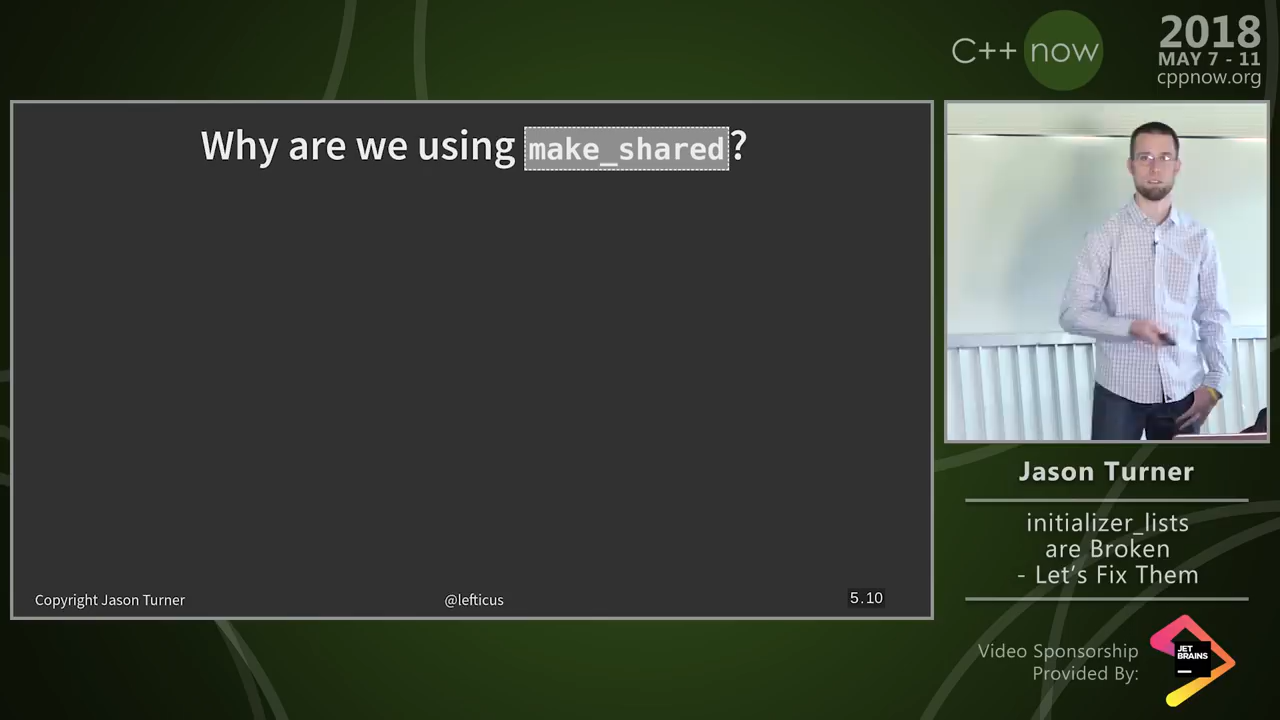 C++ now
2018
MAY 7 - 11
cppnow.org
Why are we using make_shared?
Copyright Jason Turner
@lefticus
5.10
Jason Turner
initializer_lists
are Broken
- Let's Fix Them
Video Sponsorship
Provided By:
JET
BRAINS